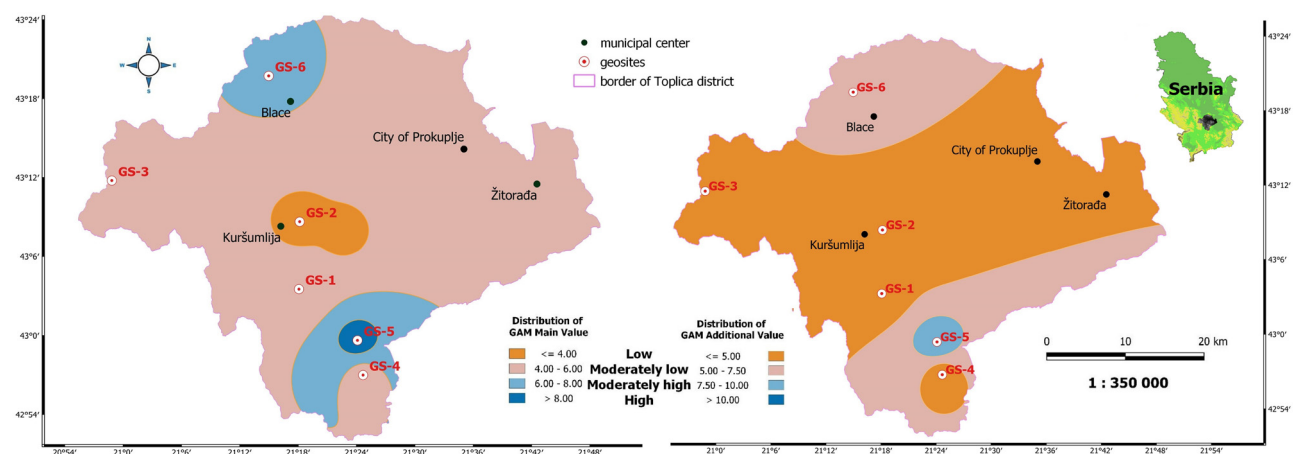 43°24'
43°18'
43°12'
43°6'
43°0'
42°54'
20°54'
21°0'
21°6'
21°12'
21°18'
21°24'
21°30'
21°36'
21°42'
21°48'
N
W
E
S
GS-6
Blace
City of Prokuplje
GS-3
Žitorađa
GS-2
Kuršumlija
GS-1
GS-5
GS-4
municipal center
geosites
border of Toplica district
Distribution of
GAM Main Value
<= 4.00
4.00 - 6.00
6.00 - 8.00
> 8.00
Low
Moderately low
Moderately high
High
Distribution of
GAM Additional Value
<= 5.00
5.00 - 7.50
7.50 - 10.00
> 10.00
GS-6
Blace
City of Prokuplje
GS-3
Žitorađa
GS-2
Kuršumlija
GS-1
GS-5
GS-4
Serbia
0
10
20 km
1 : 350 000
43°24'
43°18'
43°12'
43°6'
43°0'
42°54'
21°0'
21°6'
21°12'
21°18'
21°24'
21°30'
21°36'
21°42'
21°48'
21°54'